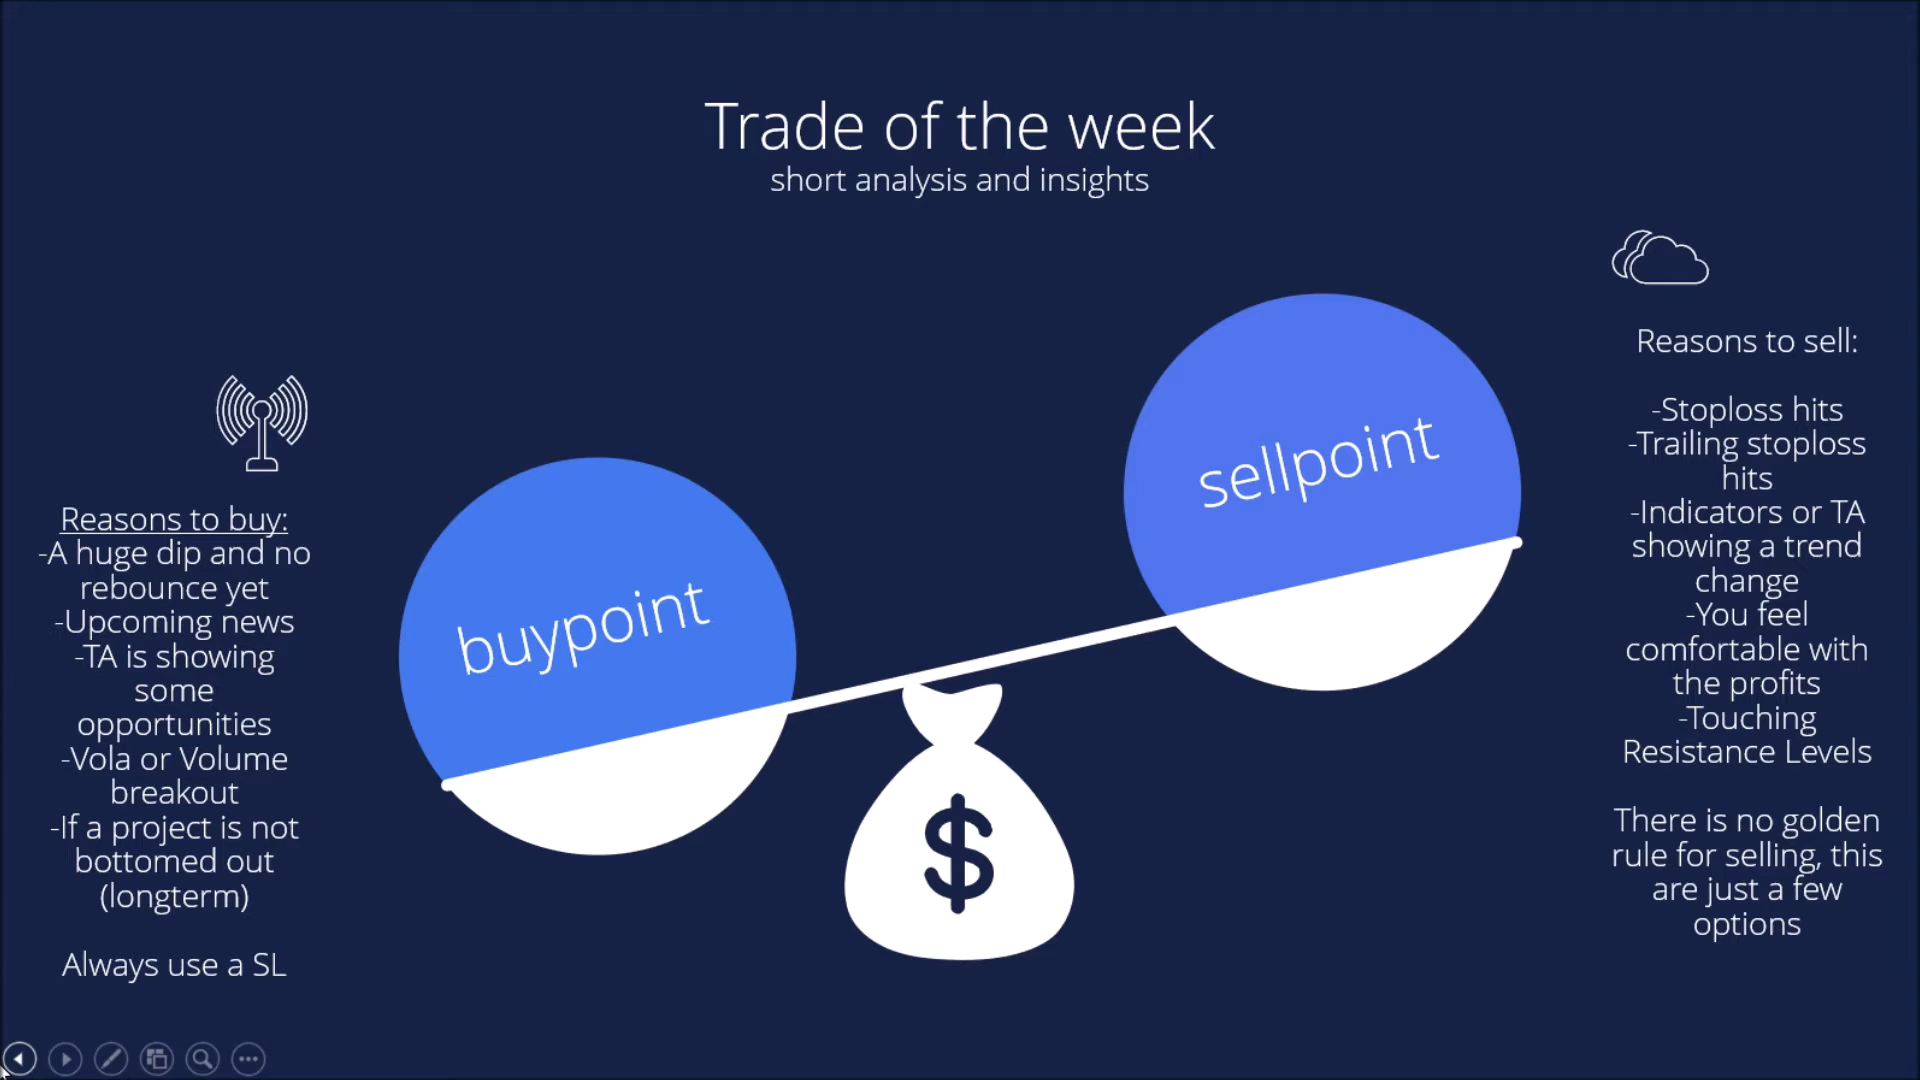 Trade of the week
short analysis and insights
Reasons to buy:
-A huge dip and no
rebounce yet
-Upcoming news
-TA is showing
some
opportunities
-Vola or Volume
breakout
-If a project is not
bottomed out
(longterm)
Always use a SL
buypoint
$
sellpoint
Reasons to sell:
-Stoploss hits
-Trailing stoploss
hits
-Indicators or TA
showing a trend
change
-You feel
comfortable with
the profits
-Touching
Resistance Levels
There is no golden
rule for selling, this
are just a few
options